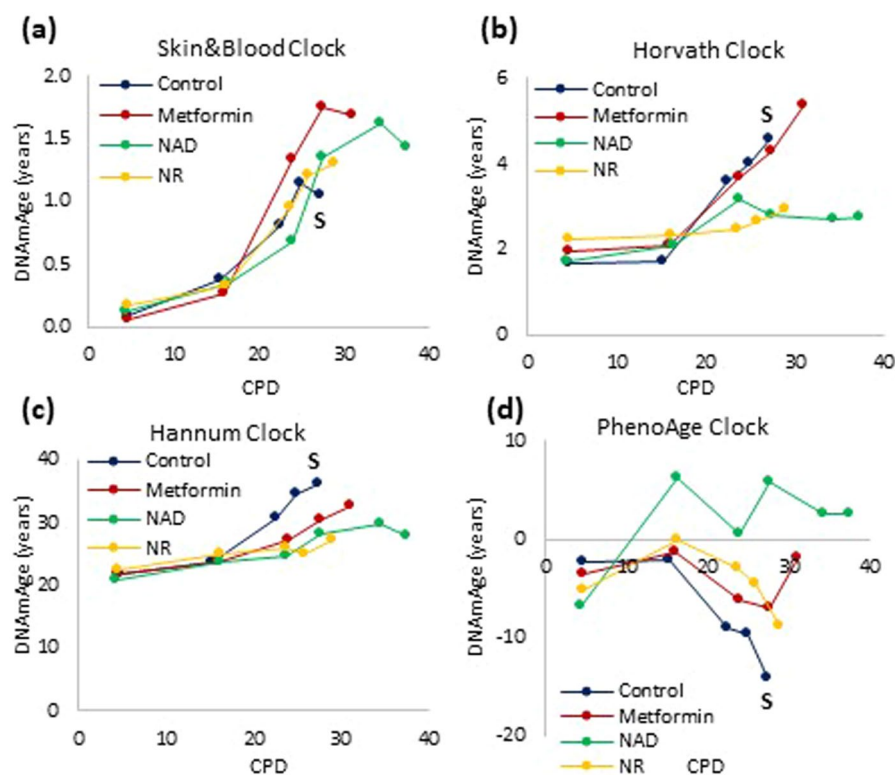 (a)
Skin&Blood Clock
2.0
1.5
1.0
0.5
0.0
DNAmAge (years)
Control
Metformin
NAD
NR
S
0 10 20 30 40
CPD
(b)
Horvath Clock
6
4
2
0
DNAmAge (years)
Control
Metformin
NAD
NR
S
0 10 20 30 40
CPD
(c)
Hannum Clock
40
30
20
10
0
DNAmAge (years)
Control
Metformin
NAD
NR
S
0 10 20 30 40
CPD
(d)
PhenoAge Clock
10
0
-10
-20
DNAmAge (years)
0 10 20 30 40
S
Control
Metformin
NAD
NR CPD